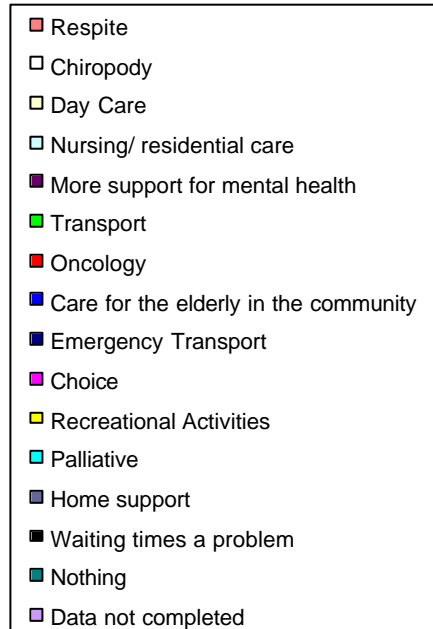 Respite
Chiropody
Day Care
Nursing/ residential care
More support for mental health
Transport
Oncology
Care for the elderly in the community
Emergency Transport
Choice
Recreational Activities
Palliative
Home support
Waiting times a problem
Nothing
Data not completed